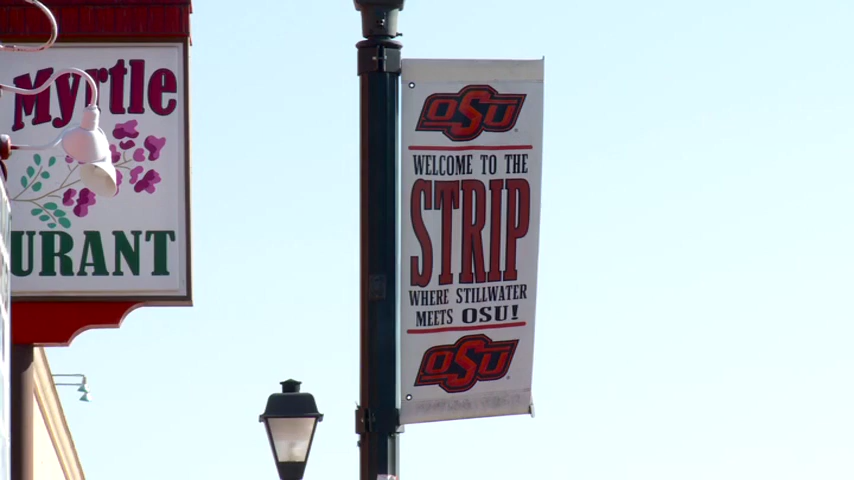 Myrtle
URANT
OSU
WELCOME TO THE
STRIP
WHERE STILLWATER
MEETS OSU!
OSU